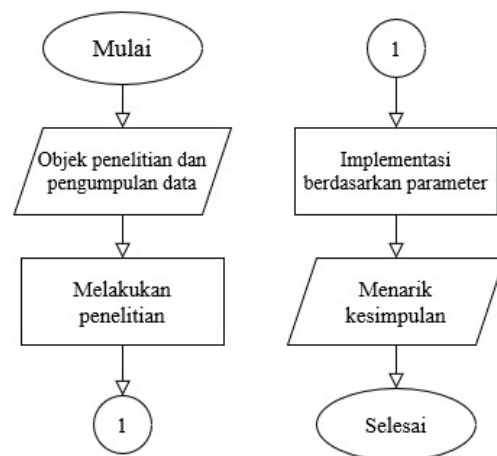 Mulai
Objek penelitian dan
pengumpulan data
Melakukan
penelitian
1
1
Implementasi
berdasarkan parameter
Menarik
kesimpulan
Selesai